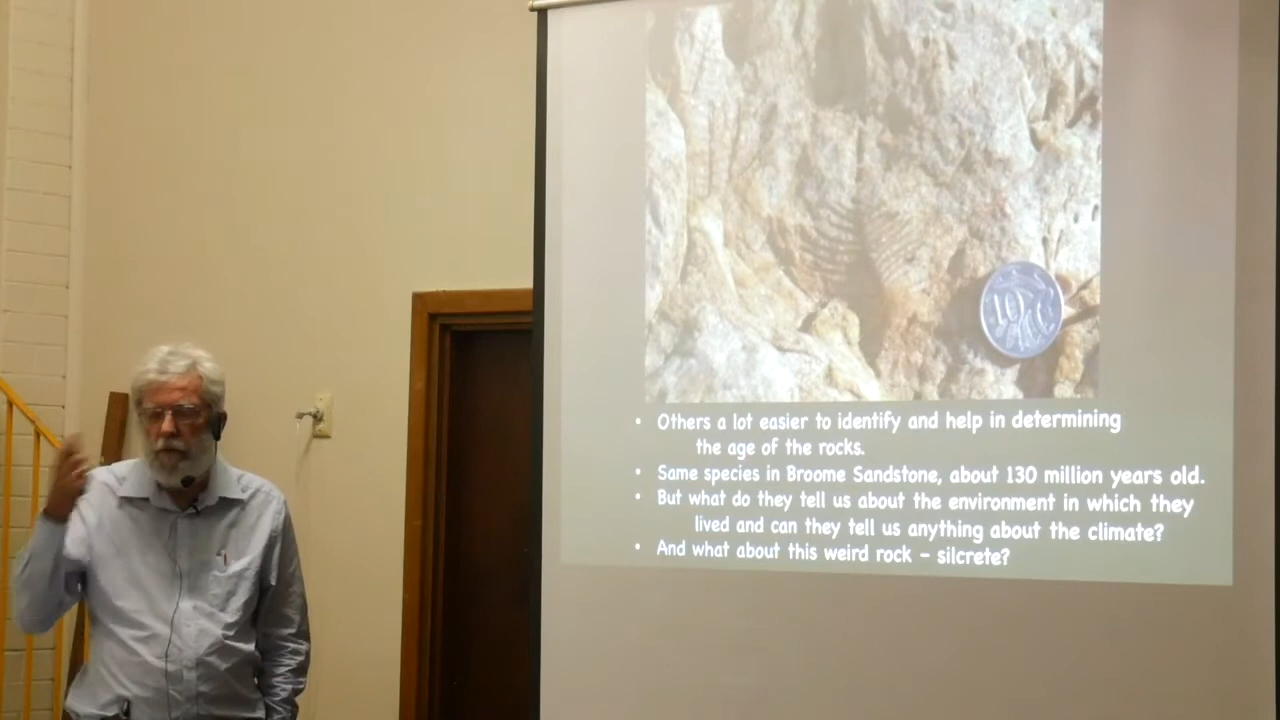 10
• Others a lot easier to identify and help in determining
the age of the rocks.
• Same species in Broome Sandstone, about 130 million years old.
• But what do they tell us about the environment in which they
lived and can they tell us anything about the climate?
• And what about this weird rock – silcrete?